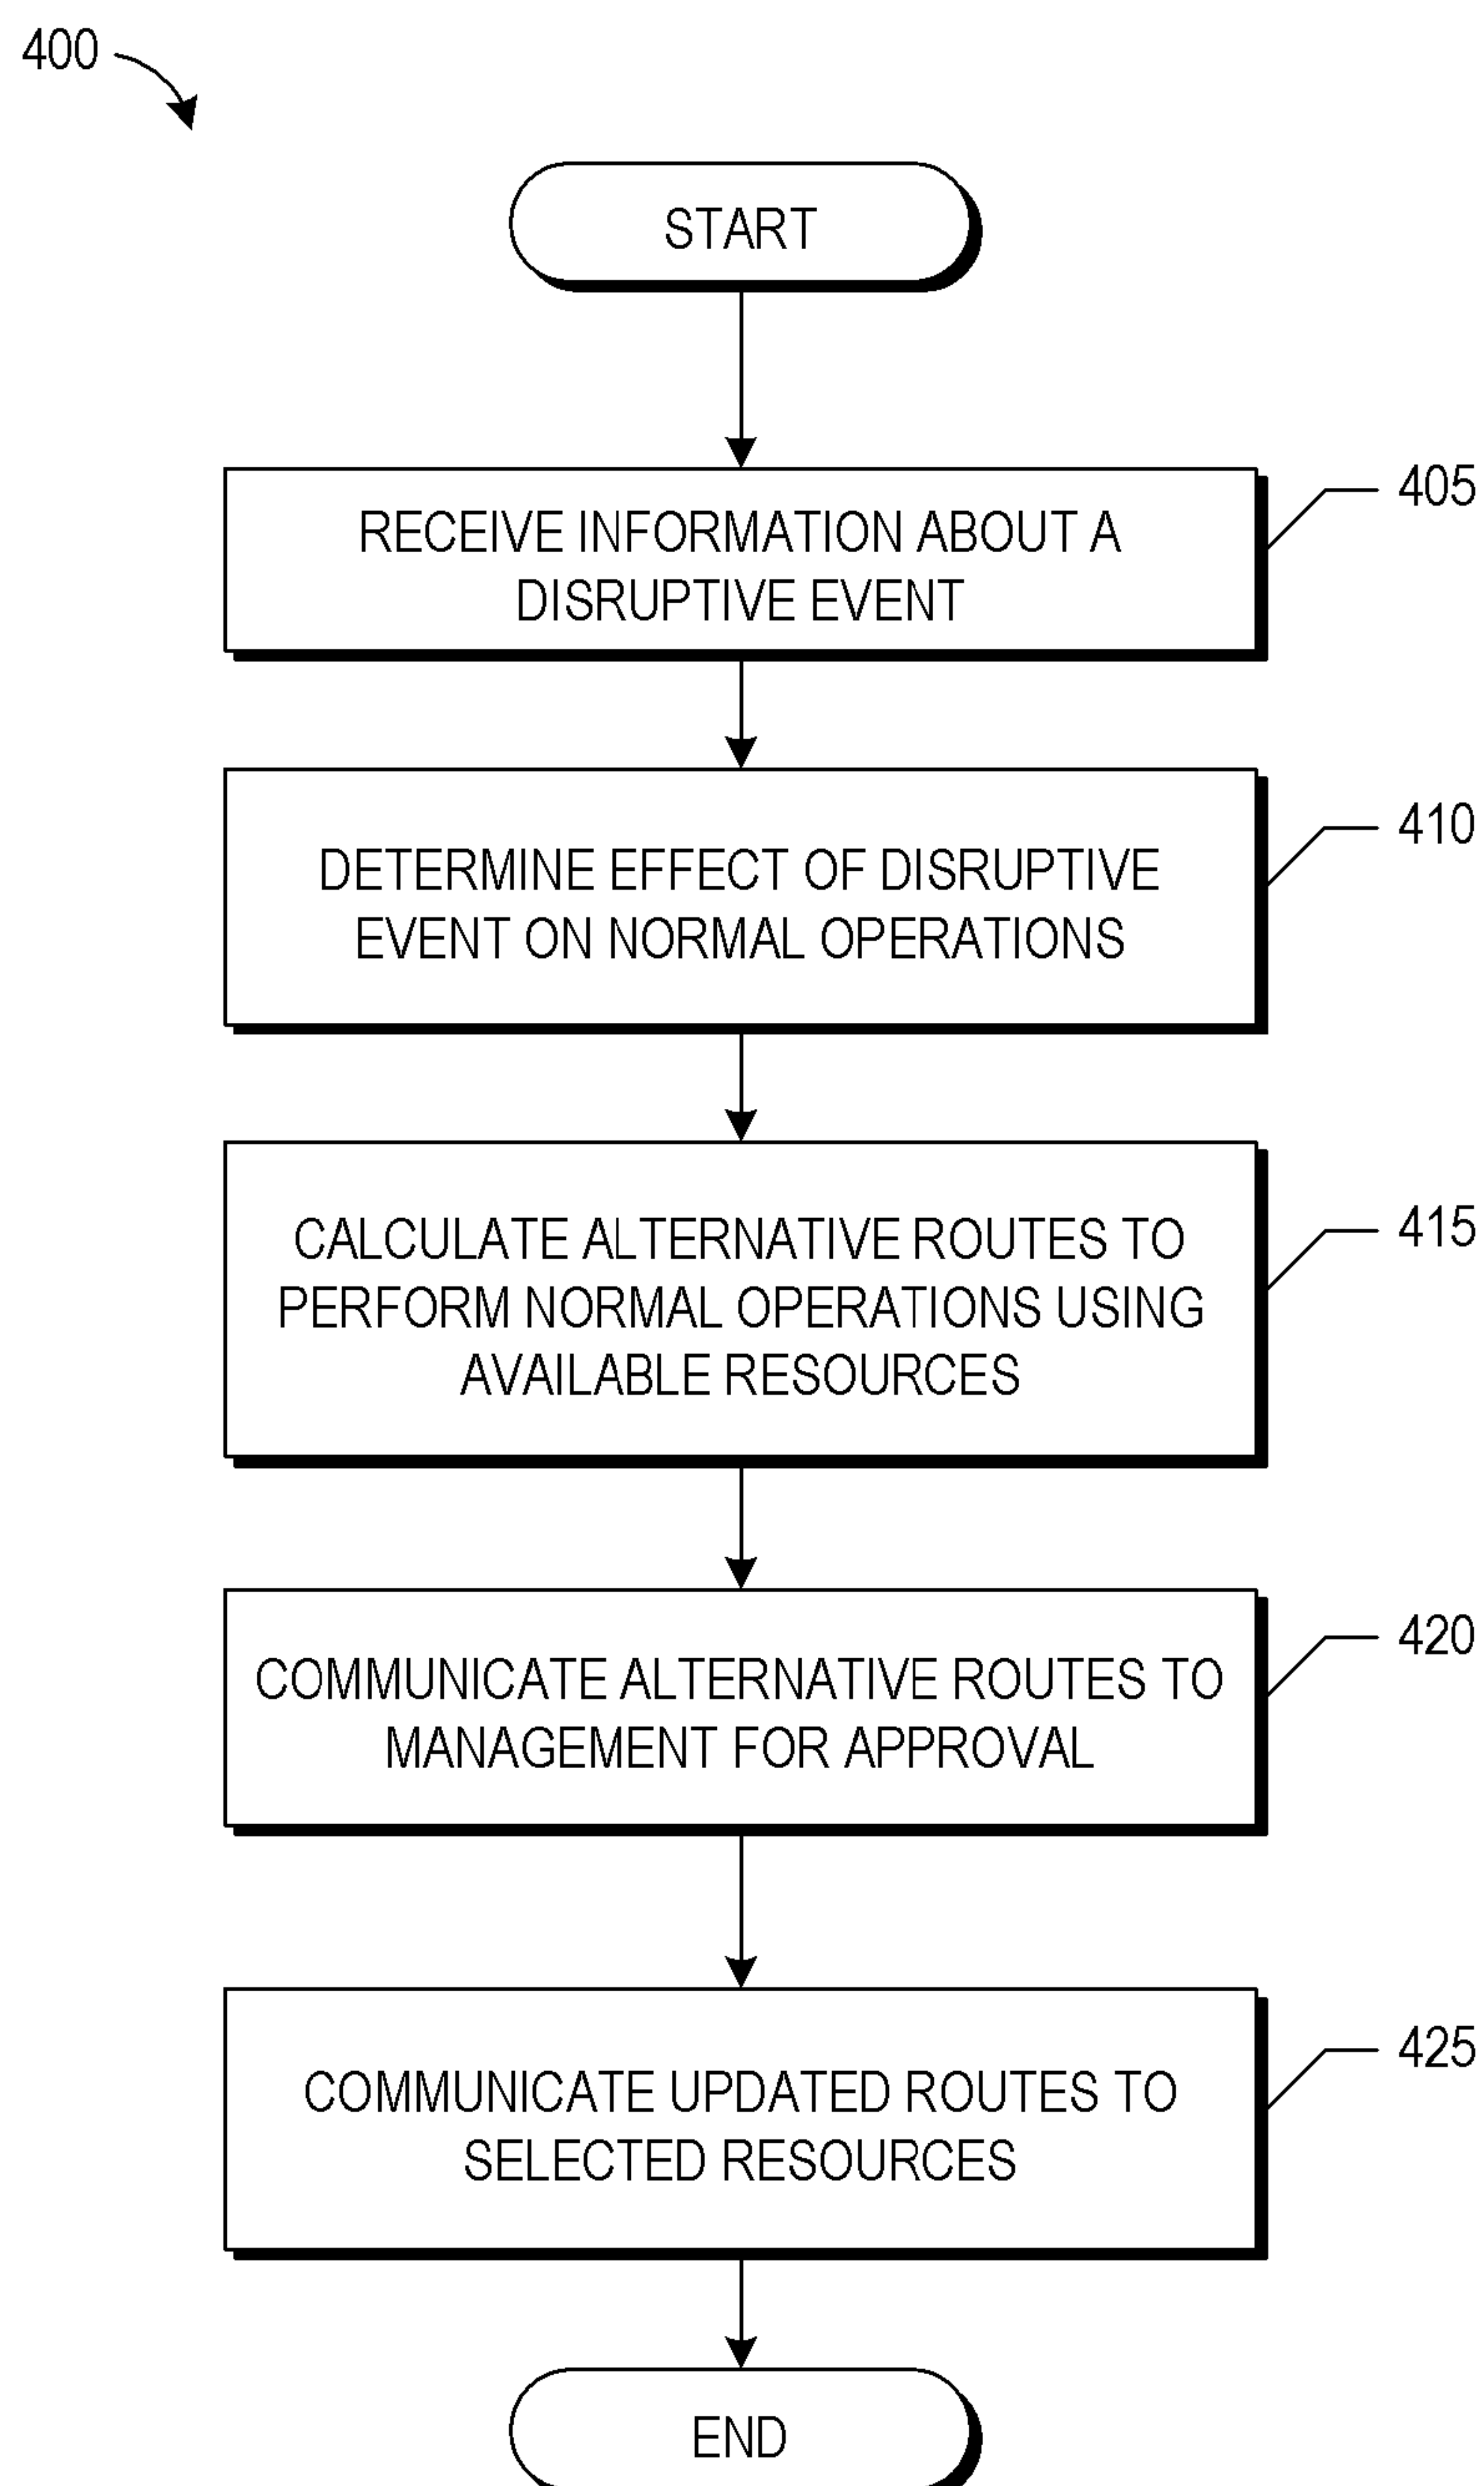 400
START
RECEIVE INFORMATION ABOUT A
DISRUPTIVE EVENT
405
DETERMINE EFFECT OF DISRUPTIVE
EVENT ON NORMAL OPERATIONS
410
CALCULATE ALTERNATIVE ROUTES TO
PERFORM NORMAL OPERATIONS USING
AVAILABLE RESOURCES
415
COMMUNICATE ALTERNATIVE ROUTES TO
MANAGEMENT FOR APPROVAL
420
COMMUNICATE UPDATED ROUTES TO
SELECTED RESOURCES
425
END